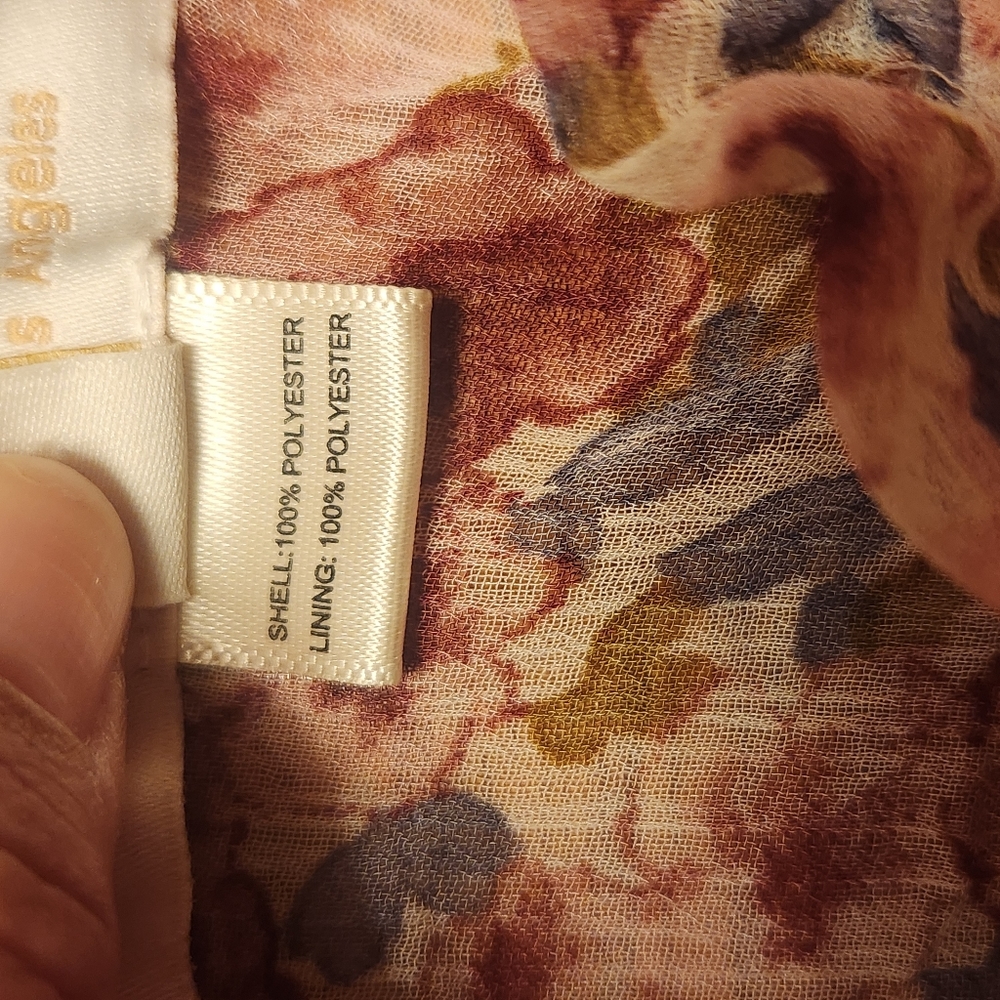 s Angeles
SHELL:100% POLYESTER
LINING: 100% POLYESTER